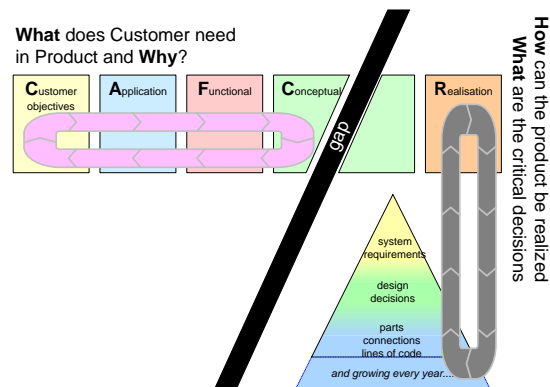 What does Customer need
in Product and Why?
Customer
objectives
Application
Functional
Conceptual
Realisation
gap
system
requirements
design
decisions
parts
connections
lines of code
and growing every year....
How can the product be realized
What are the critical decisions